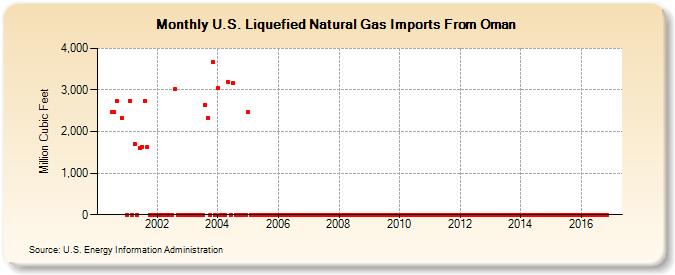 Monthly U.S. Liquefied Natural Gas Imports From Oman
Million Cubic Feet
4,000
3,000
2,000
1,000
0
2002 2004 2006 2008 2010 2012 2014 2016
Source: U.S. Energy Information Administration